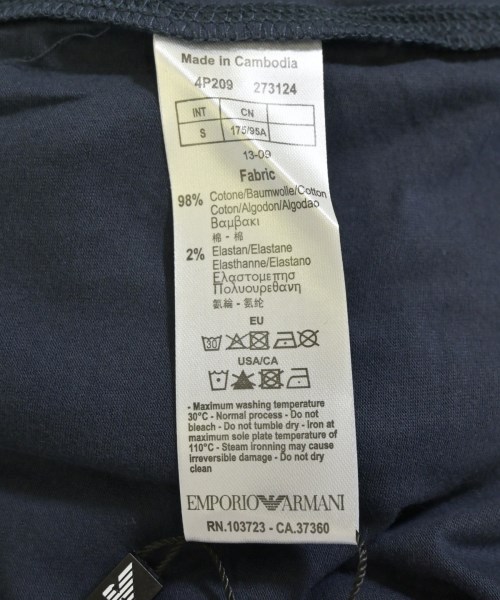 Made in Cambodia
4P209 273124
INT CN
S 175/95A
13-09
Fabric
98% Cotone/Baumwolle/Cotton
Coton/Algodon/Algodao
Βαμβακι
棉 - 棉
2% Elastan/Elastane
Elasthanne/Elastano
Ελαστομεπησ
Πολυουρεθανη
氨綸 - 氨纶
EU
30
USA/CA
- Maximum washing temperature
30°C - Normal process - Do not
bleach - Do not tumble dry - Iron at
maximum sole plate temperature of
110°C - Steam ironning may cause
irreversible damage - Do not dry
clean
EMPORIO ARMANI
RN.103723 - CA.37360